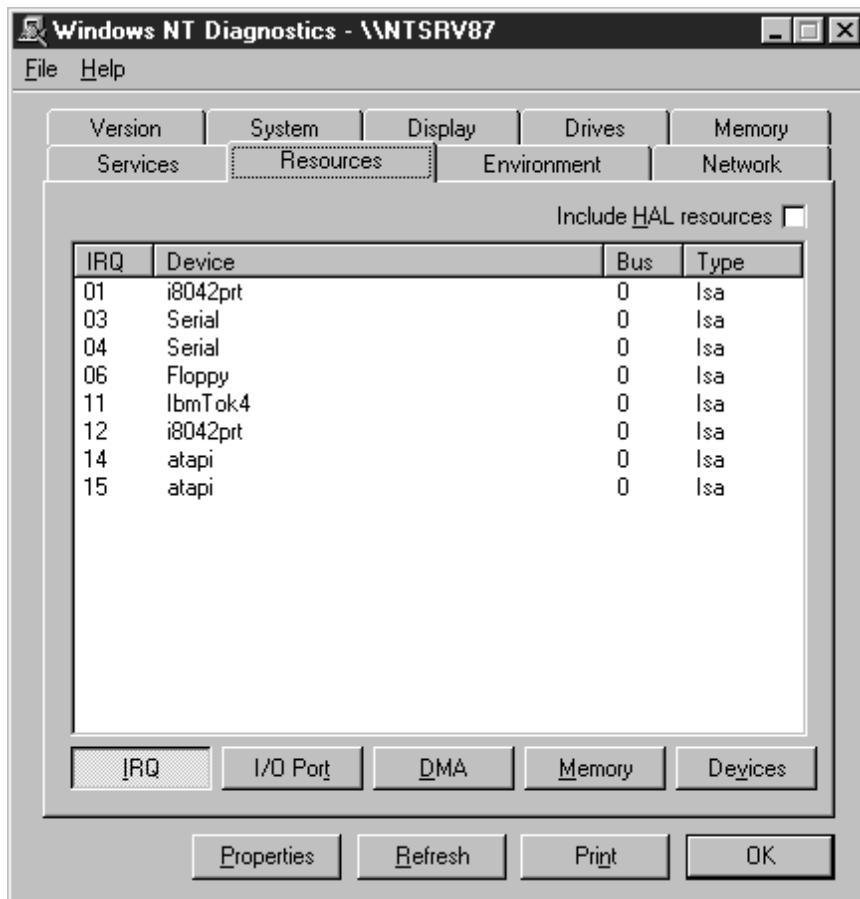 Windows NT Diagnostics - \\NTSRV87
File Help
Version System Display Drives Memory
Services Resources Environment Network
Include HAL resources
IRQ Device Bus Type
01 i8042prt 0 Isa
03 Serial 0 Isa
04 Serial 0 Isa
06 Floppy 0 Isa
11 IbmTok4 0 Isa
12 i8042prt 0 Isa
14 atapi 0 Isa
15 atapi 0 Isa
IRQ I/O Port DMA Memory Devices
Properties Refresh Print OK